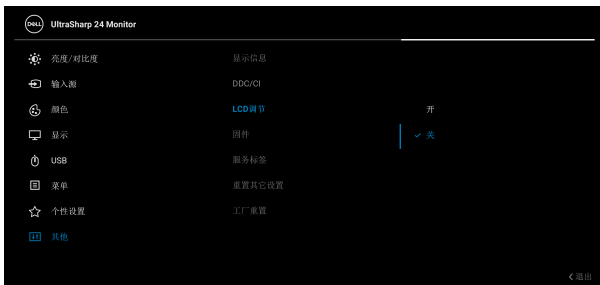 DELL UltraSharp 24 Monitor
亮度/对比度 显示信息
输入源 DDC/CI
颜色 LCD调节 开
显示 固件 关
USB 服务标签
菜单 重置其它设置
个性设置 工厂重置
其他
退出